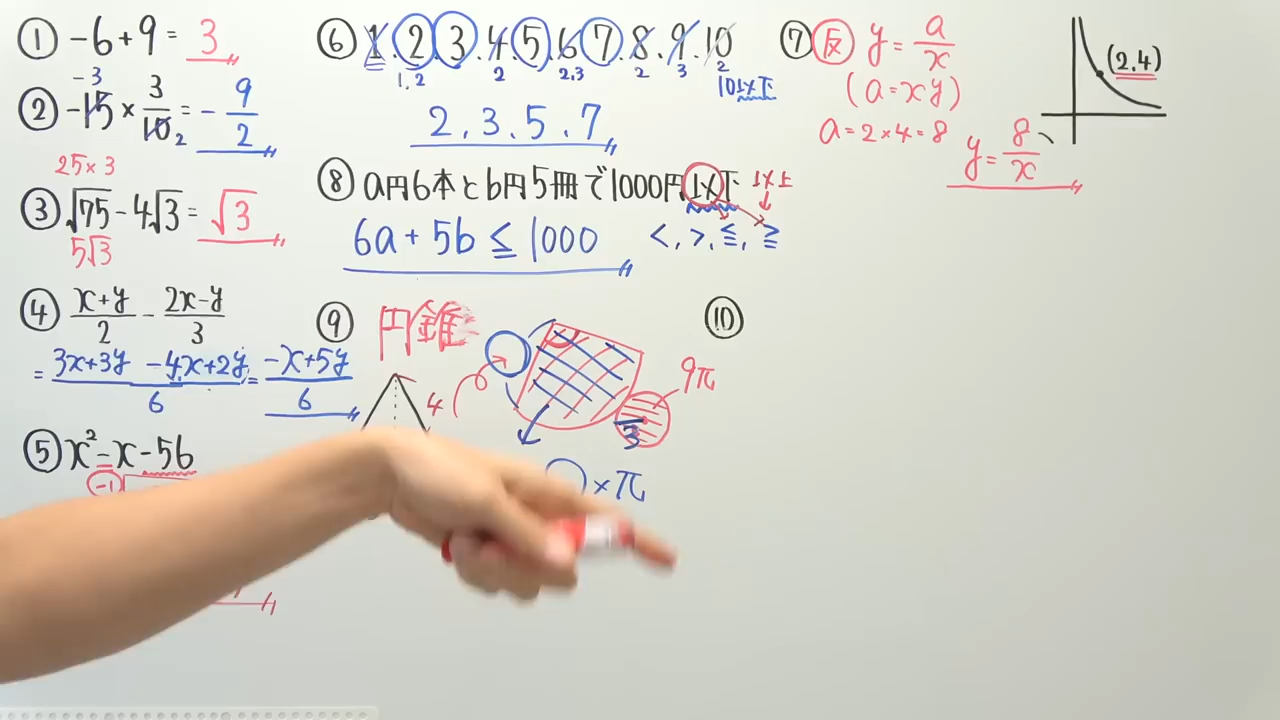 ① -6+9= 3
-3
② -15 × 3/10 = - 9/2
2
25×3
③ √75 - 4√3 = √3
5√3
④ x+y/2 - 2x-y/3
= 3x+3y -4x+2y/6 = -x+5y/6
⑤ x² - x - 56
-1
⑥ 1.2.3.4.5.6.7.8.9.10
1,2 2 2,3 2 3 2
10以下
2.3.5.7
⑦ 反 y = a/x
(a=xy)
a=2×4=8
y = 8/x
(2.4)
⑧ a円6本とb円5冊で1000円以下 以上
6a + 5b ≦ 1000 <,>,≦,≧
⑨ 円錐
4
9π
3
×π
⑩